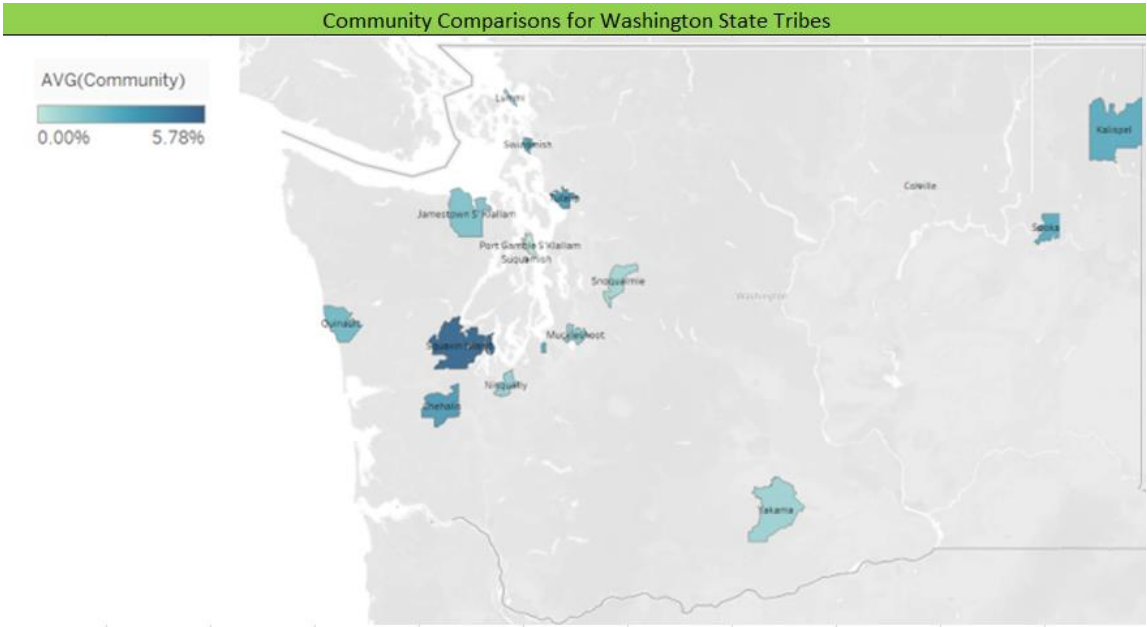 Community Comparisons for Washington State Tribes
AVG(Community)
0.00% 5.78%
Lummi
Swinomish
Kalispel
Tulalip
Colville
Jamestown S'Klallam
Port Gamble S'Klallam
Suquamish
Snoqualmie
Washington
Quinault
Squaxin Island
Muckleshoot
Nisqually
Chehalis
Yakama